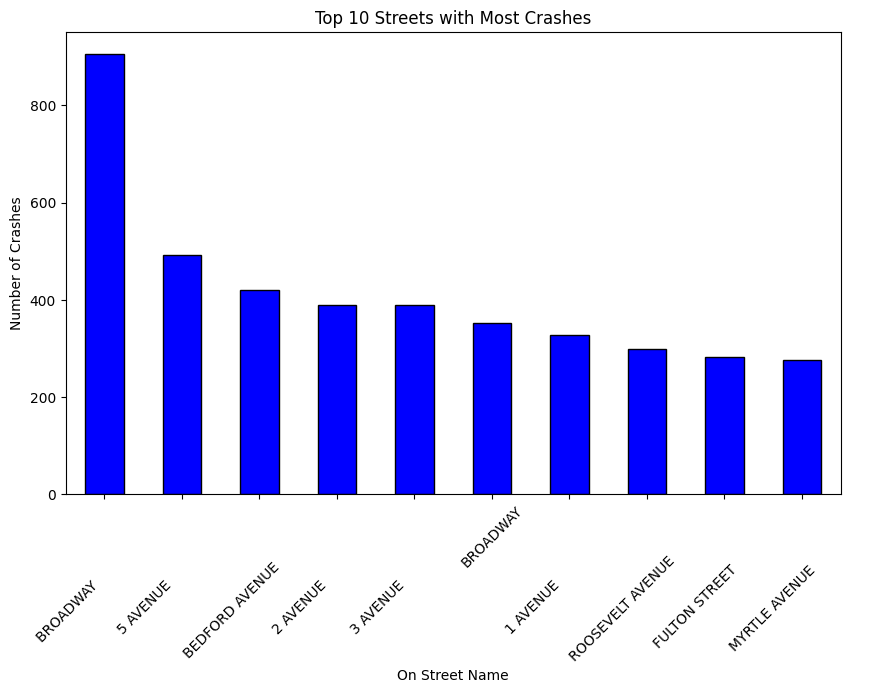 Top 10 Streets with Most Crashes
Number of Crashes
800
600
400
200
0
BROADWAY
5 AVENUE
BEDFORD AVENUE
2 AVENUE
3 AVENUE
BROADWAY
1 AVENUE
ROOSEVELT AVENUE
FULTON STREET
MYRTLE AVENUE
On Street Name